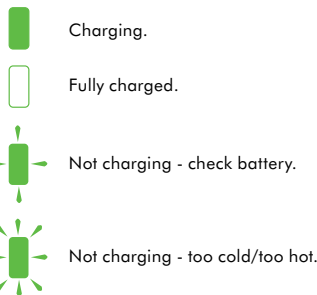 Charging.
Fully charged.
Not charging - check battery.
Not charging - too cold/too hot.